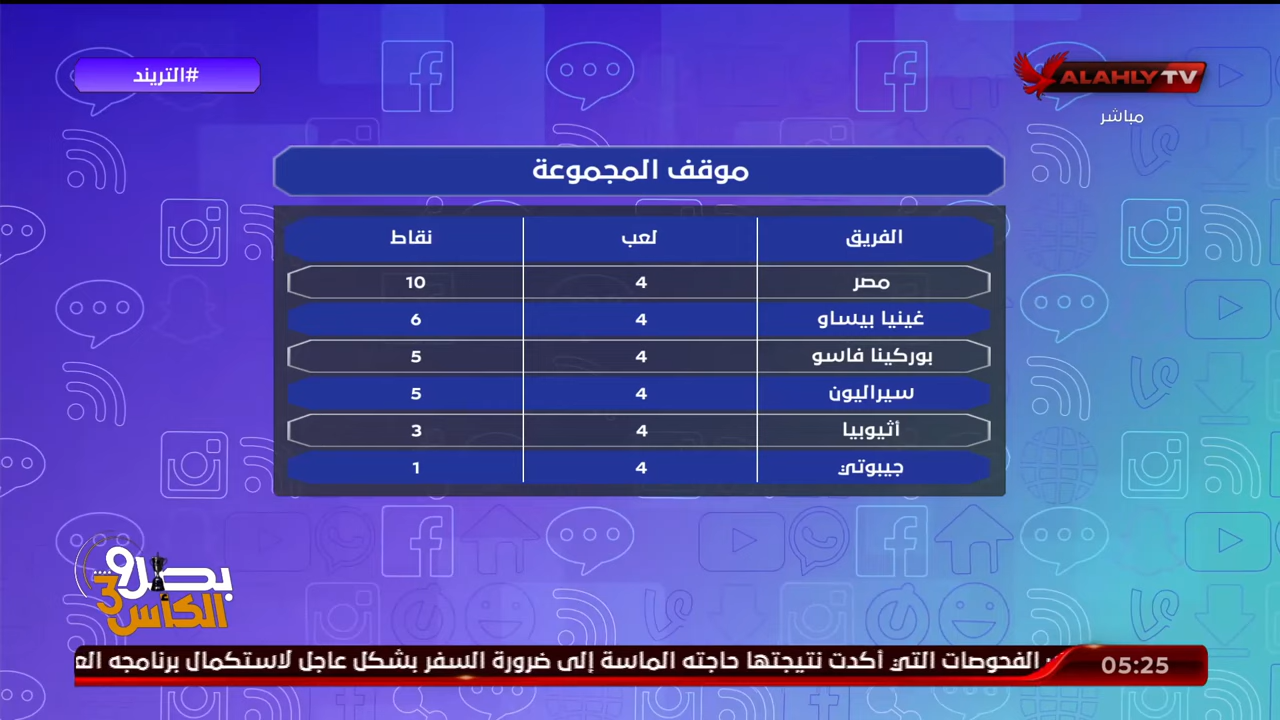 #التريند
ALAHLY TV
مباشر
موقف المجموعة
الفريق لعب نقاط
مصر 4 10
غينيا بيساو 4 6
بوركينا فاسو 4 5
سيراليون 4 5
أثيوبيا 4 3
جيبوتي 4 1
بصلة و
3 الكأس
05:25
الفحوصات التي أكدت نتيجتها حاجته الماسة إلى ضرورة السفر بشكل عاجل لاستكمال برنامجه